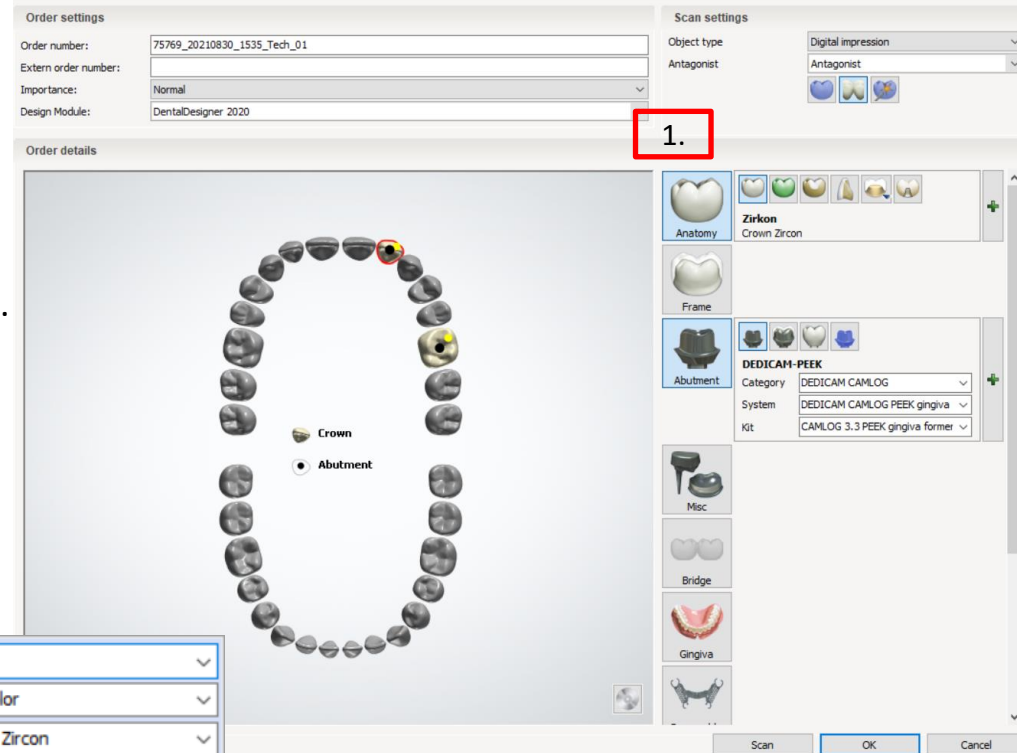 Order settings
Order number: 75769_20210830_1535_Tech_01
Extern order number:
Importance: Normal
Design Module: DentalDesigner 2020
Scan settings
Object type Digital impression
Antagonist Antagonist
1.
Order details
Anatomy
Zirkon
Crown Zircon
Frame
Abutment
DEDICAM-PEEK
Category DEDICAM CAMLOG
System DEDICAM CAMLOG PEEK gingiva
Kit CAMLOG 3.3 PEEK gingiva former
Crown
Abutment
Misc
Bridge
Gingiva
Zircon
Scan OK Cancel